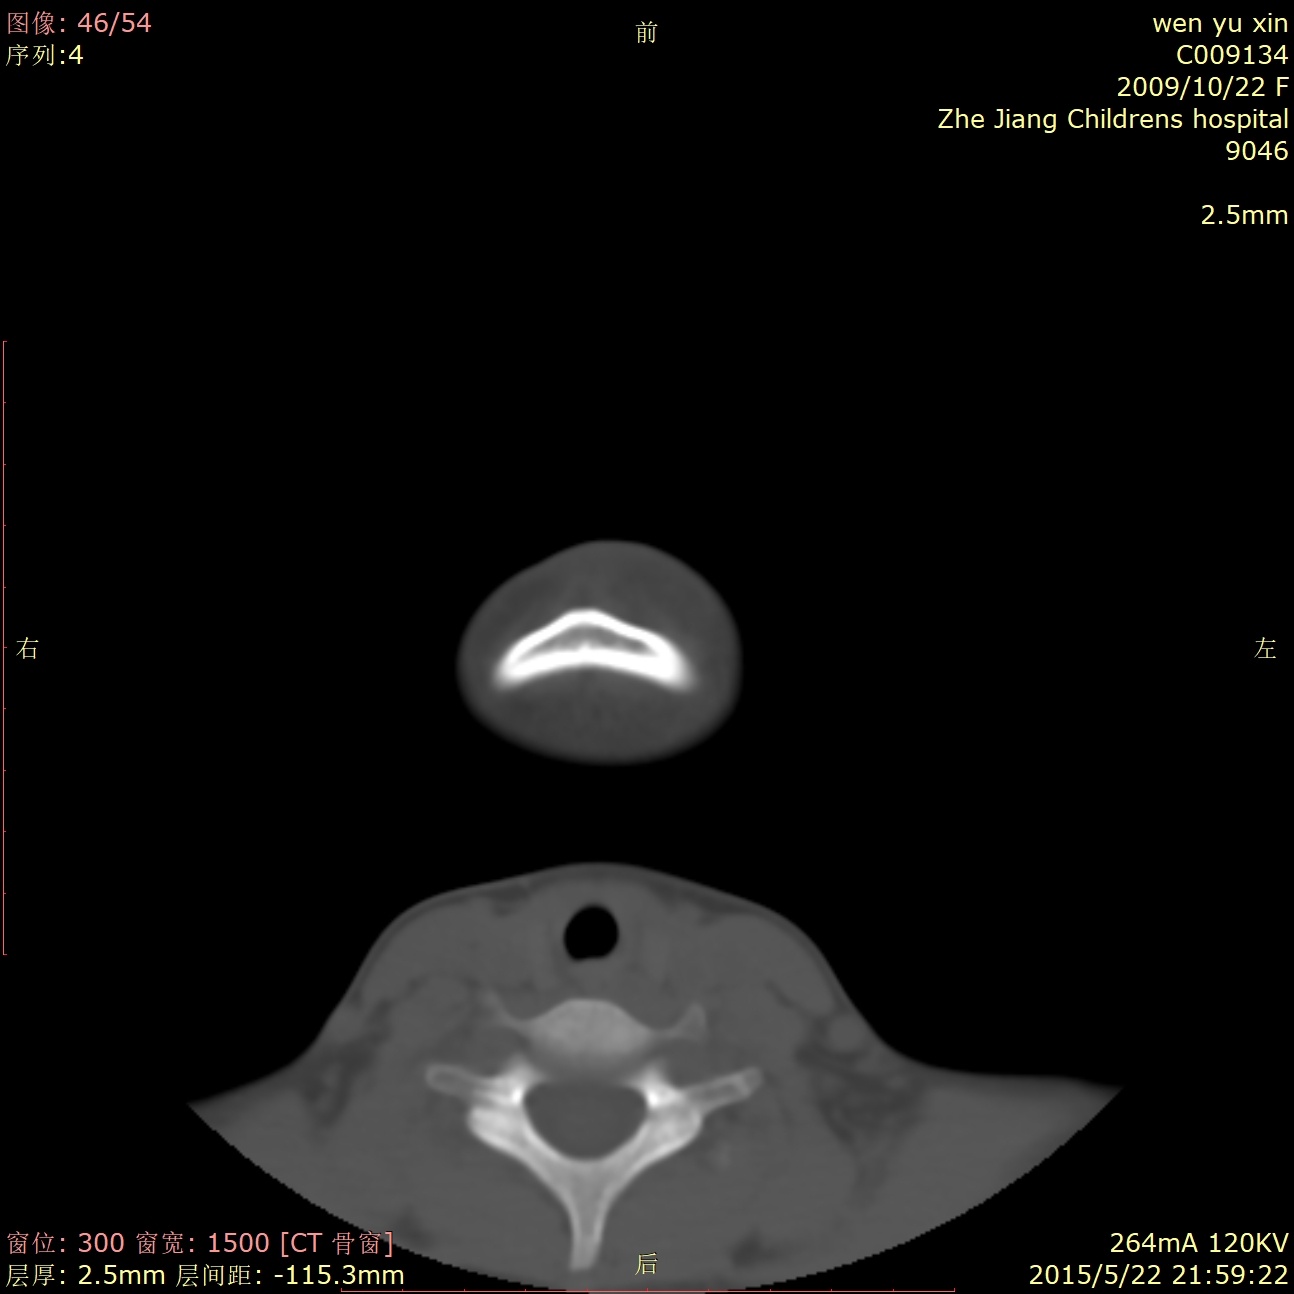 图像: 46/54
序列:4
前
wen yu xin
C009134
2009/10/22 F
Zhe Jiang Childrens hospital
9046
2.5mm
右
左
窗位: 300 窗宽: 1500 [CT 骨窗]
层厚: 2.5mm 层间距: -115.3mm
后
264mA 120KV
2015/5/22 21:59:22